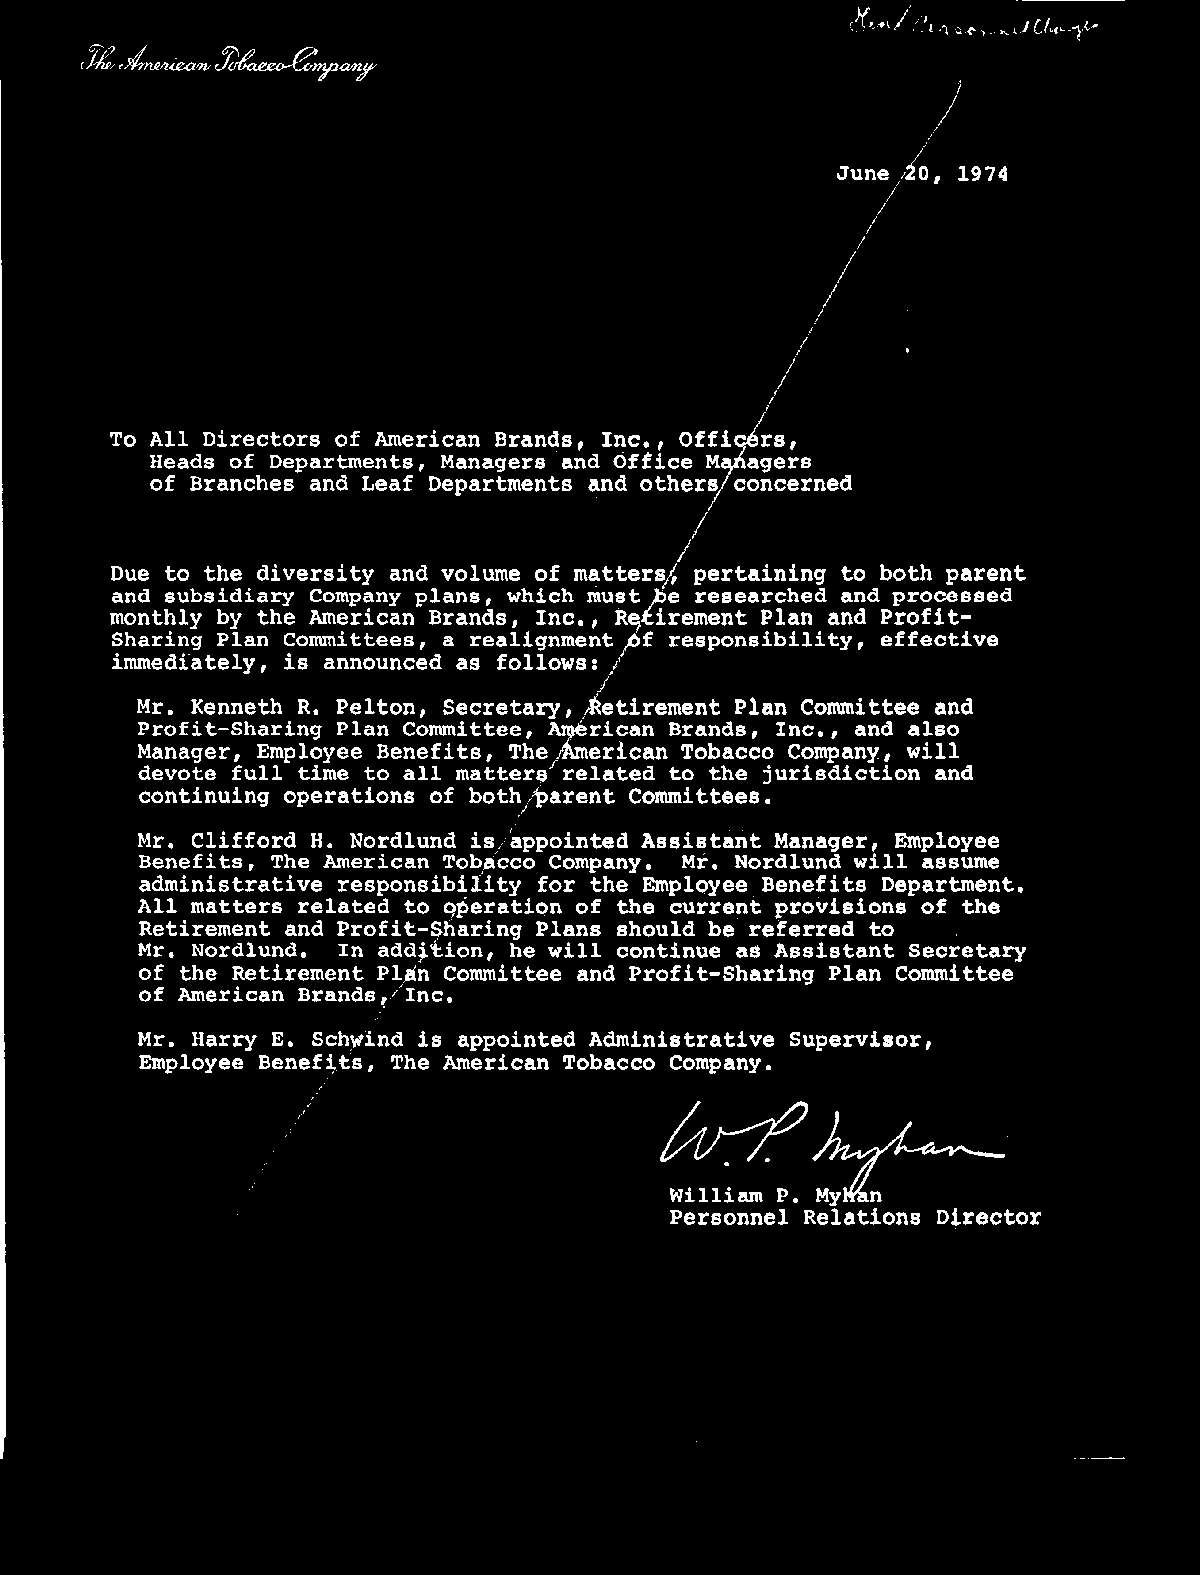 The American Tobacco Company
June 20, 1974
To All Directors of American Brands, Inc., Officers,
Heads of Departments, Managers and Office Managers
of Branches and Leaf Departments and others concerned
Due to the diversity and volume of matters, pertaining to both parent
and subsidiary Company plans, which must be researched and processed
monthly by the American Brands, Inc., Retirement Plan and Profit-
Sharing Plan Committees, a realignment of responsibility, effective
immediately, is announced as follows:
Mr. Kenneth R. Pelton, Secretary, Retirement Plan Committee and
Profit-Sharing Plan Committee, American Brands, Inc., and also
Manager, Employee Benefits, The American Tobacco Company, will
devote full time to all matters related to the jurisdiction and
continuing operations of both parent Committees.
Mr. Clifford H. Nordlund is appointed Assistant Manager, Employee
Benefits, The American Tobacco Company. Mr. Nordlund will assume
administrative responsibility for the Employee Benefits Department.
All matters related to operation of the current provisions of the
Retirement and Profit-Sharing Plans should be referred to
Mr. Nordlund. In addition, he will continue as Assistant Secretary
of the Retirement Plan Committee and Profit-Sharing Plan Committee
of American Brands, Inc.
Mr. Harry E. Schwind is appointed Administrative Supervisor,
Employee Benefits, The American Tobacco Company.
W. P. Myhan
William P. Myhan
Personnel Relations Director